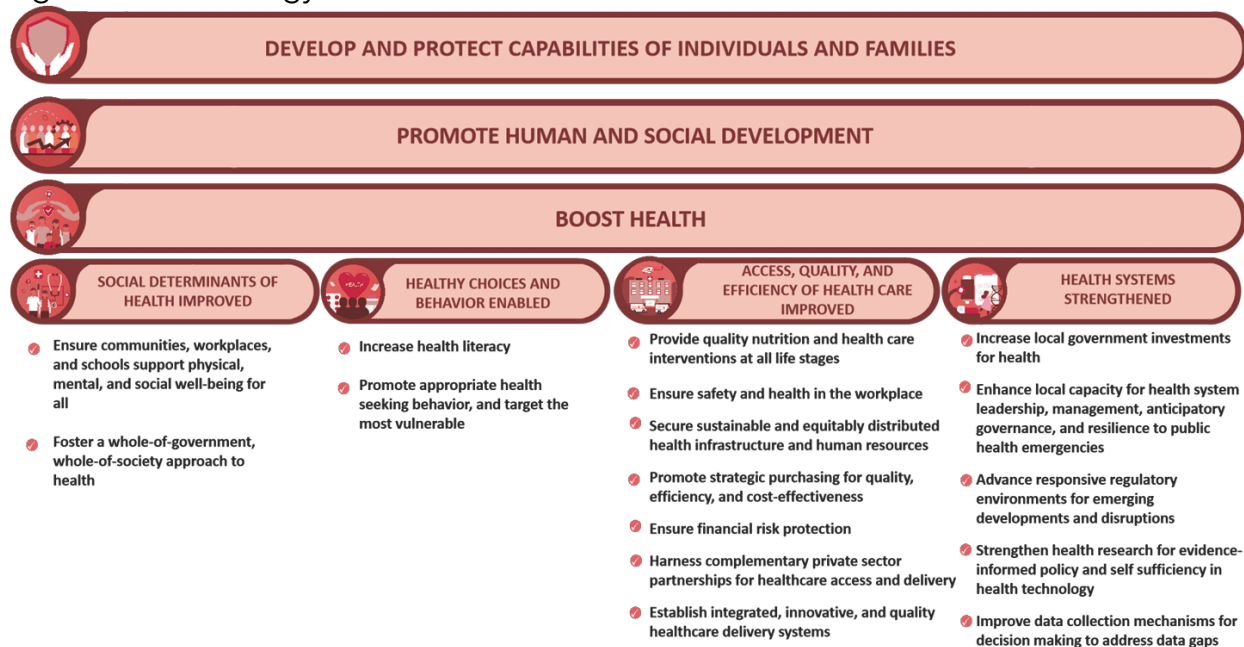 DEVELOP AND PROTECT CAPABILITIES OF INDIVIDUALS AND FAMILIES
PROMOTE HUMAN AND SOCIAL DEVELOPMENT
BOOST HEALTH
SOCIAL DETERMINANTS OF
HEALTH IMPROVED
Ensure communities, workplaces,
and schools support physical,
mental, and social well-being for
all
Foster a whole-of-government,
whole-of-society approach to
health
HEALTHY CHOICES AND
BEHAVIOR ENABLED
Increase health literacy
Promote appropriate health
seeking behavior, and target the
most vulnerable
ACCESS, QUALITY, AND
EFFICIENCY OF HEALTH CARE
IMPROVED
Provide quality nutrition and health care
interventions at all life stages
Ensure safety and health in the workplace
Secure sustainable and equitably distributed
health infrastructure and human resources
Promote strategic purchasing for quality,
efficiency, and cost-effectiveness
Ensure financial risk protection
Harness complementary private sector
partnerships for healthcare access and delivery
Establish integrated, innovative, and quality
healthcare delivery systems
HEALTH SYSTEMS
STRENGTHENED
Increase local government investments
for health
Enhance local capacity for health system
leadership, management, anticipatory
governance, and resilience to public
health emergencies
Advance responsive regulatory
environments for emerging
developments and disruptions
Strengthen health research for evidence-
informed policy and self sufficiency in
health technology
Improve data collection mechanisms for
decision making to address data gaps